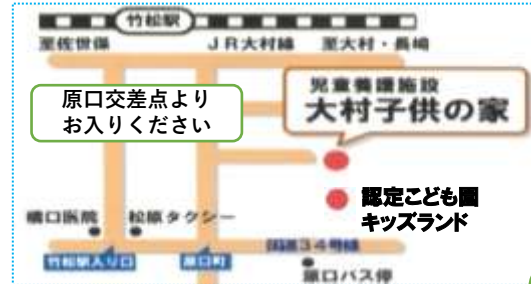 竹松駅
至佐世保
JR大村線
至大村・長崎
原口交差点より
お入りください
児童養護施設
大村子供の家
認定こども園
キッズランド
橋口医院
松原タクシー
国道34号線
竹松駅入り口
原口町
原口バス停